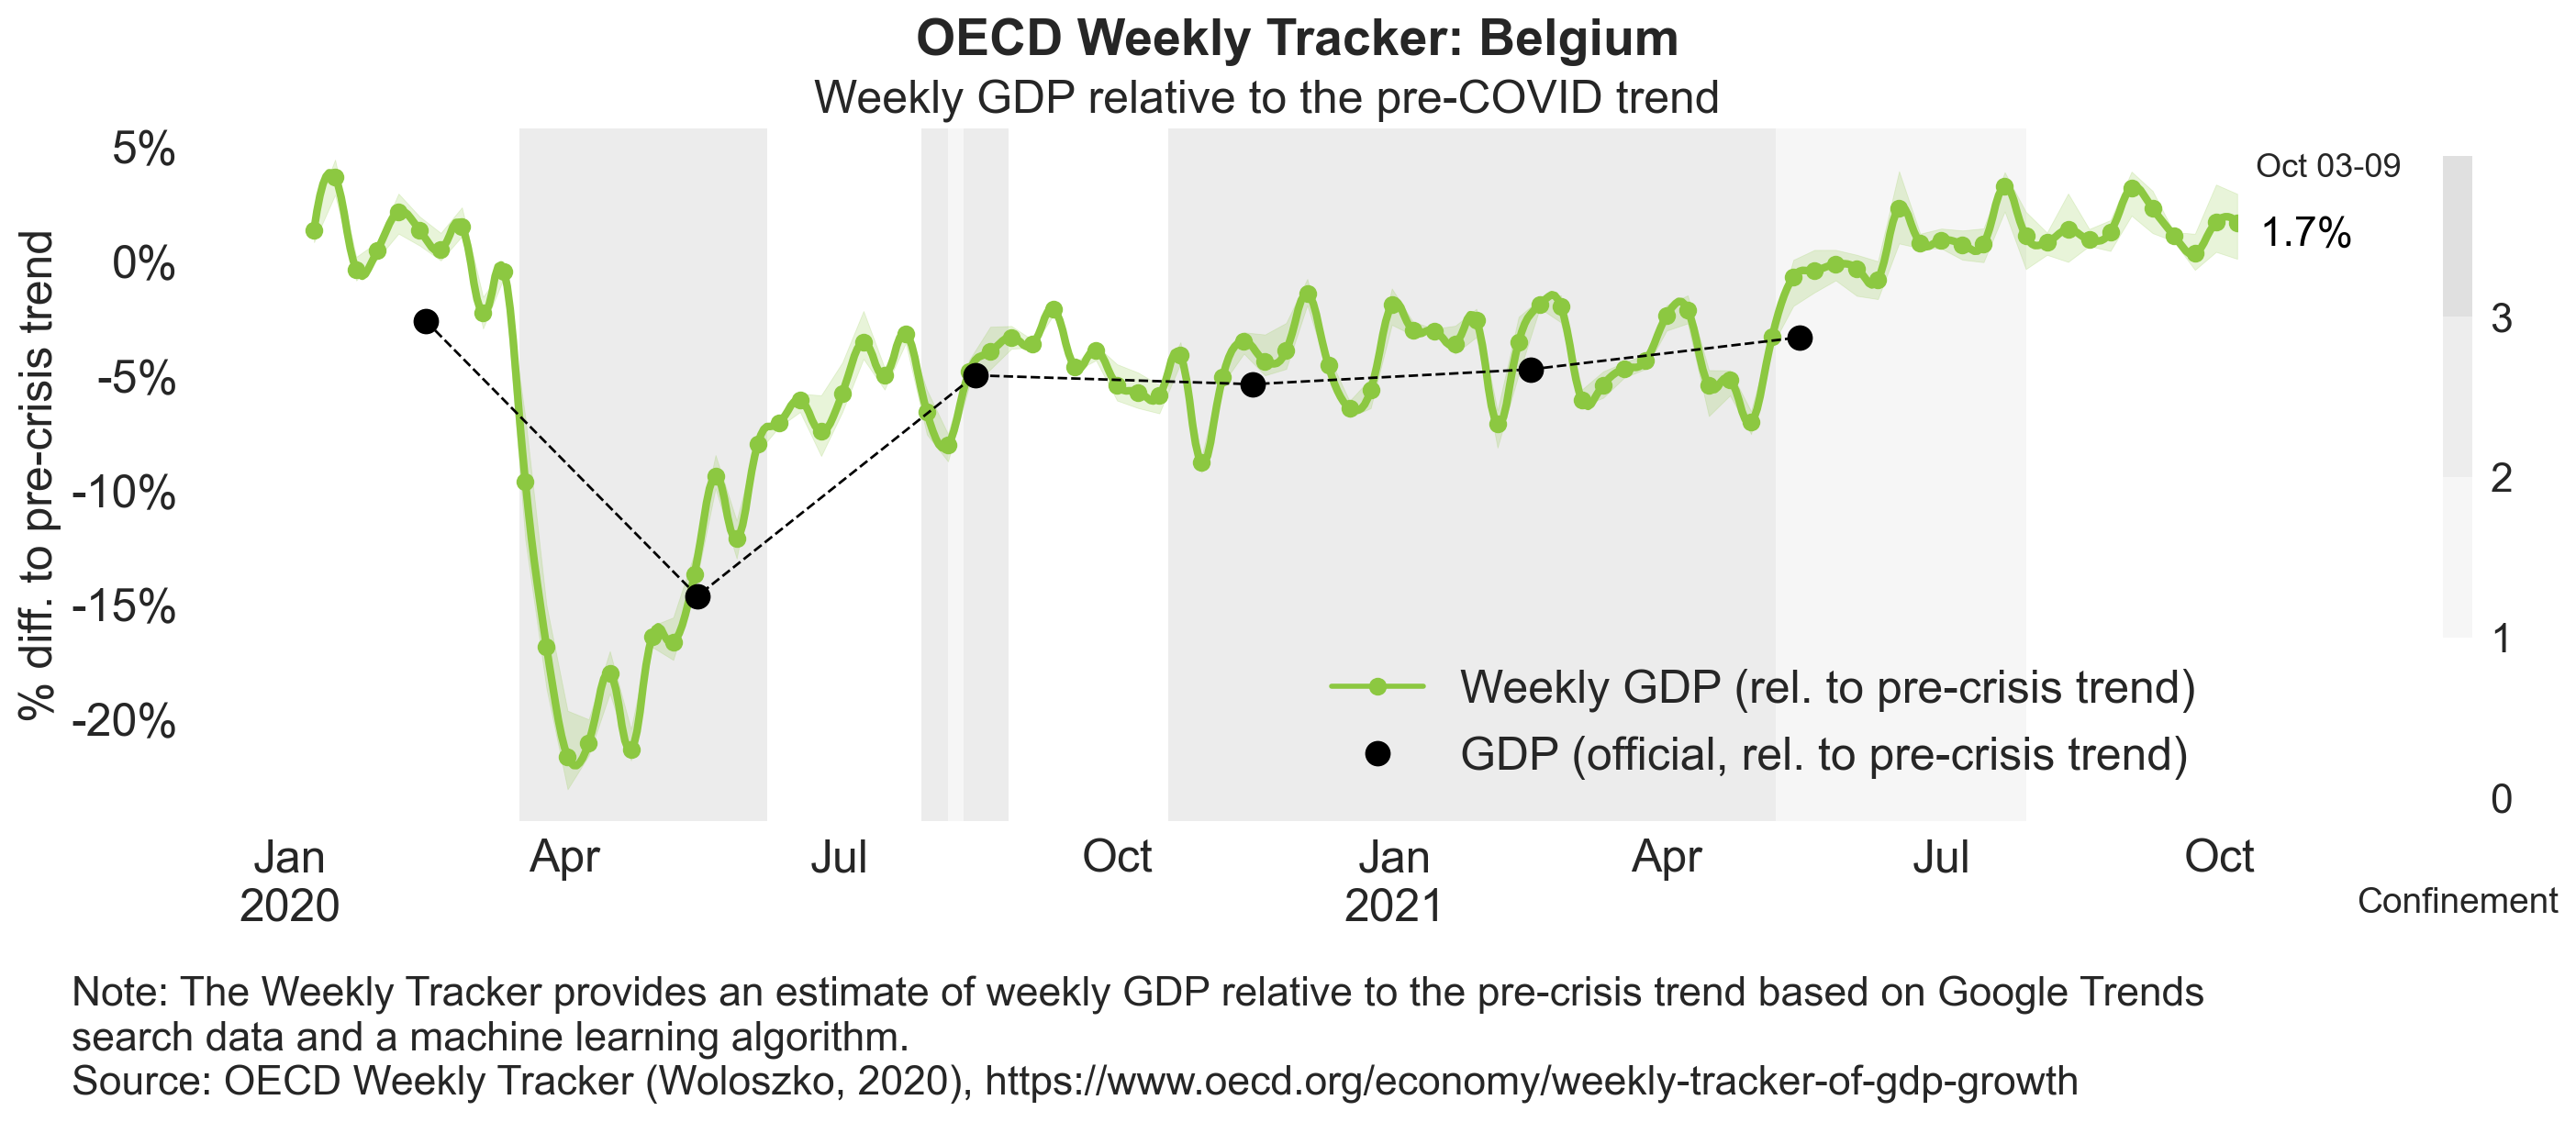 OECD Weekly Tracker: Belgium
Weekly GDP relative to the pre-COVID trend
% diff. to pre-crisis trend
5%
0%
-5%
-10%
-15%
-20%
Oct 03-09
1.7%
3
2
1
0
Weekly GDP (rel. to pre-crisis trend)
GDP (official, rel. to pre-crisis trend)
Jan Apr Jul Oct Jan Apr Jul Oct
2020 2021
Confinement
Note: The Weekly Tracker provides an estimate of weekly GDP relative to the pre-crisis trend based on Google Trends
search data and a machine learning algorithm.
Source: OECD Weekly Tracker (Woloszko, 2020), https://www.oecd.org/economy/weekly-tracker-of-gdp-growth